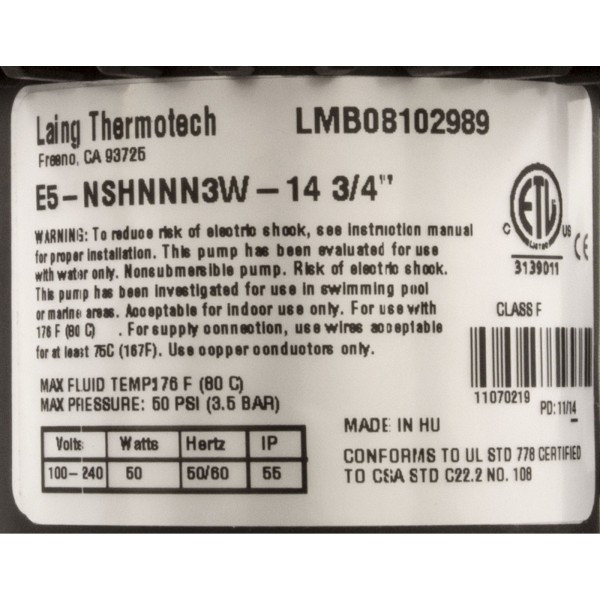 Laing Thermotech
LMB08102989
Fresno, CA 93725
E5-NSHNNN3W-14 3/4""
WARNING: To reduce risk of electric shock, see instruction manual
for proper installation. This pump has been evaluated for use
with water only. Nonsubmersible pump. Risk of electric shock.
This pump has been investigated for use in swimming pool
or marine areas. Acceptable for indoor use only. For use with
176 F (80 C) . For supply connection, use wires acceptable
for at least 75C (167F). Use copper conductors only.
C ETL US
LISTED
CE
3139011
CLASS F
MAX FLUID TEMP176 F (80 C)
MAX PRESSURE: 50 PSI (3.5 BAR)
11070219
PD: 11/14
Volts Watts Hertz IP
100-240 50 50/60 55
MADE IN HU
CONFORMS TO UL STD 778 CERTIFIED
TO CSA STD C22.2 NO. 108